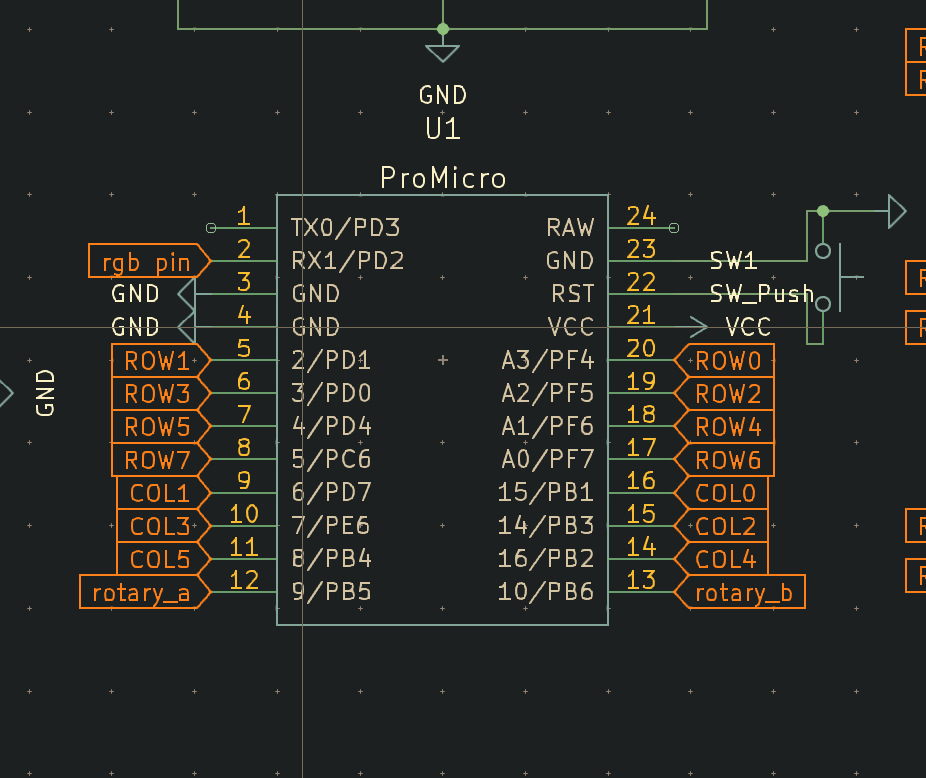 GND
U1
ProMicro
1 TX0/PD3 RAW 24
rgb pin 2 RX1/PD2 GND 23 SW1
GND 3 GND RST 22 SW_Push
GND 4 GND VCC 21 VCC
ROW1 5 2/PD1 A3/PF4 20 ROW0
GND
ROW3 6 3/PD0 A2/PF5 19 ROW2
ROW5 7 4/PD4 A1/PF6 18 ROW4
ROW7 8 5/PC6 A0/PF7 17 ROW6
COL1 9 6/PD7 15/PB1 16 COL0
COL3 10 7/PE6 14/PB3 15 COL2
COL5 11 8/PB4 16/PB2 14 COL4
rotary_a 12 9/PB5 10/PB6 13 rotary_b